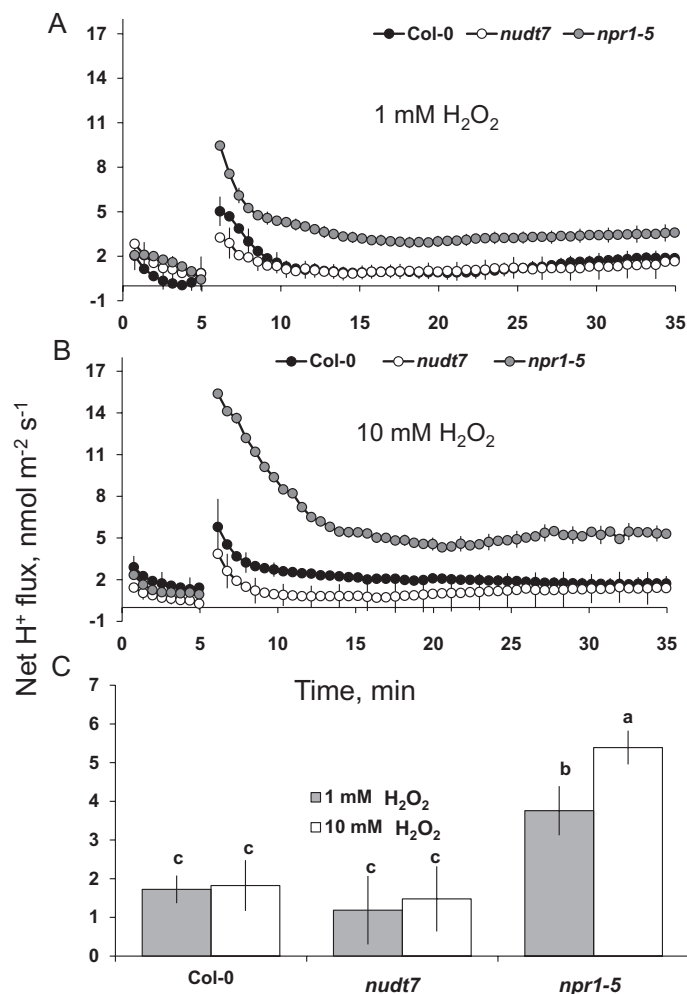 A
Col-0 nudt7 npr1-5
1 mM H₂O₂
17
14
11
8
5
2
-1
0 5 10 15 20 25 30 35
B
Col-0 nudt7 npr1-5
10 mM H₂O₂
17
14
11
8
5
2
-1
0 5 10 15 20 25 30 35
Net H⁺ flux, nmol m⁻² s⁻¹
Time, min
C
7
6
5
4
3
2
1
0
1 mM H₂O₂
10 mM H₂O₂
c c c c b a
Col-0 nudt7 npr1-5